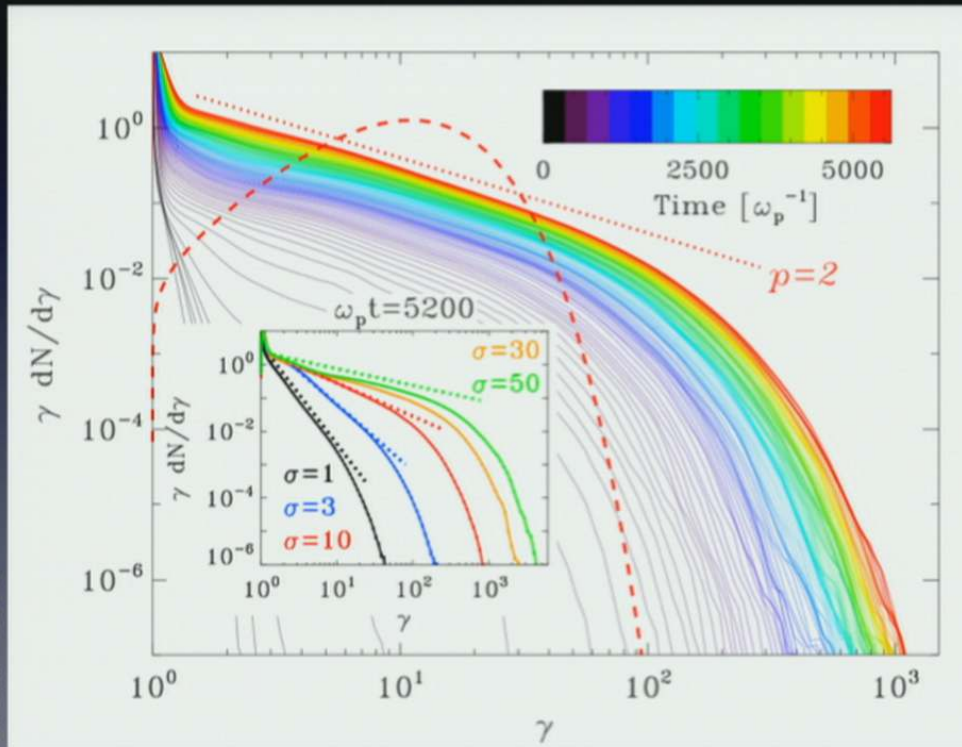 10⁰
10⁻²
10⁻⁴
10⁻⁶
γ dN/dγ
0 2500 5000
Time [ωₚ⁻¹]
p=2
ωₚt=5200
σ=30
σ=50
10⁰
10⁻²
10⁻⁴
10⁻⁶
γ dN/dγ
σ=1
σ=3
σ=10
10⁰ 10¹ 10² 10³
γ
10⁰ 10¹ 10² 10³
γ